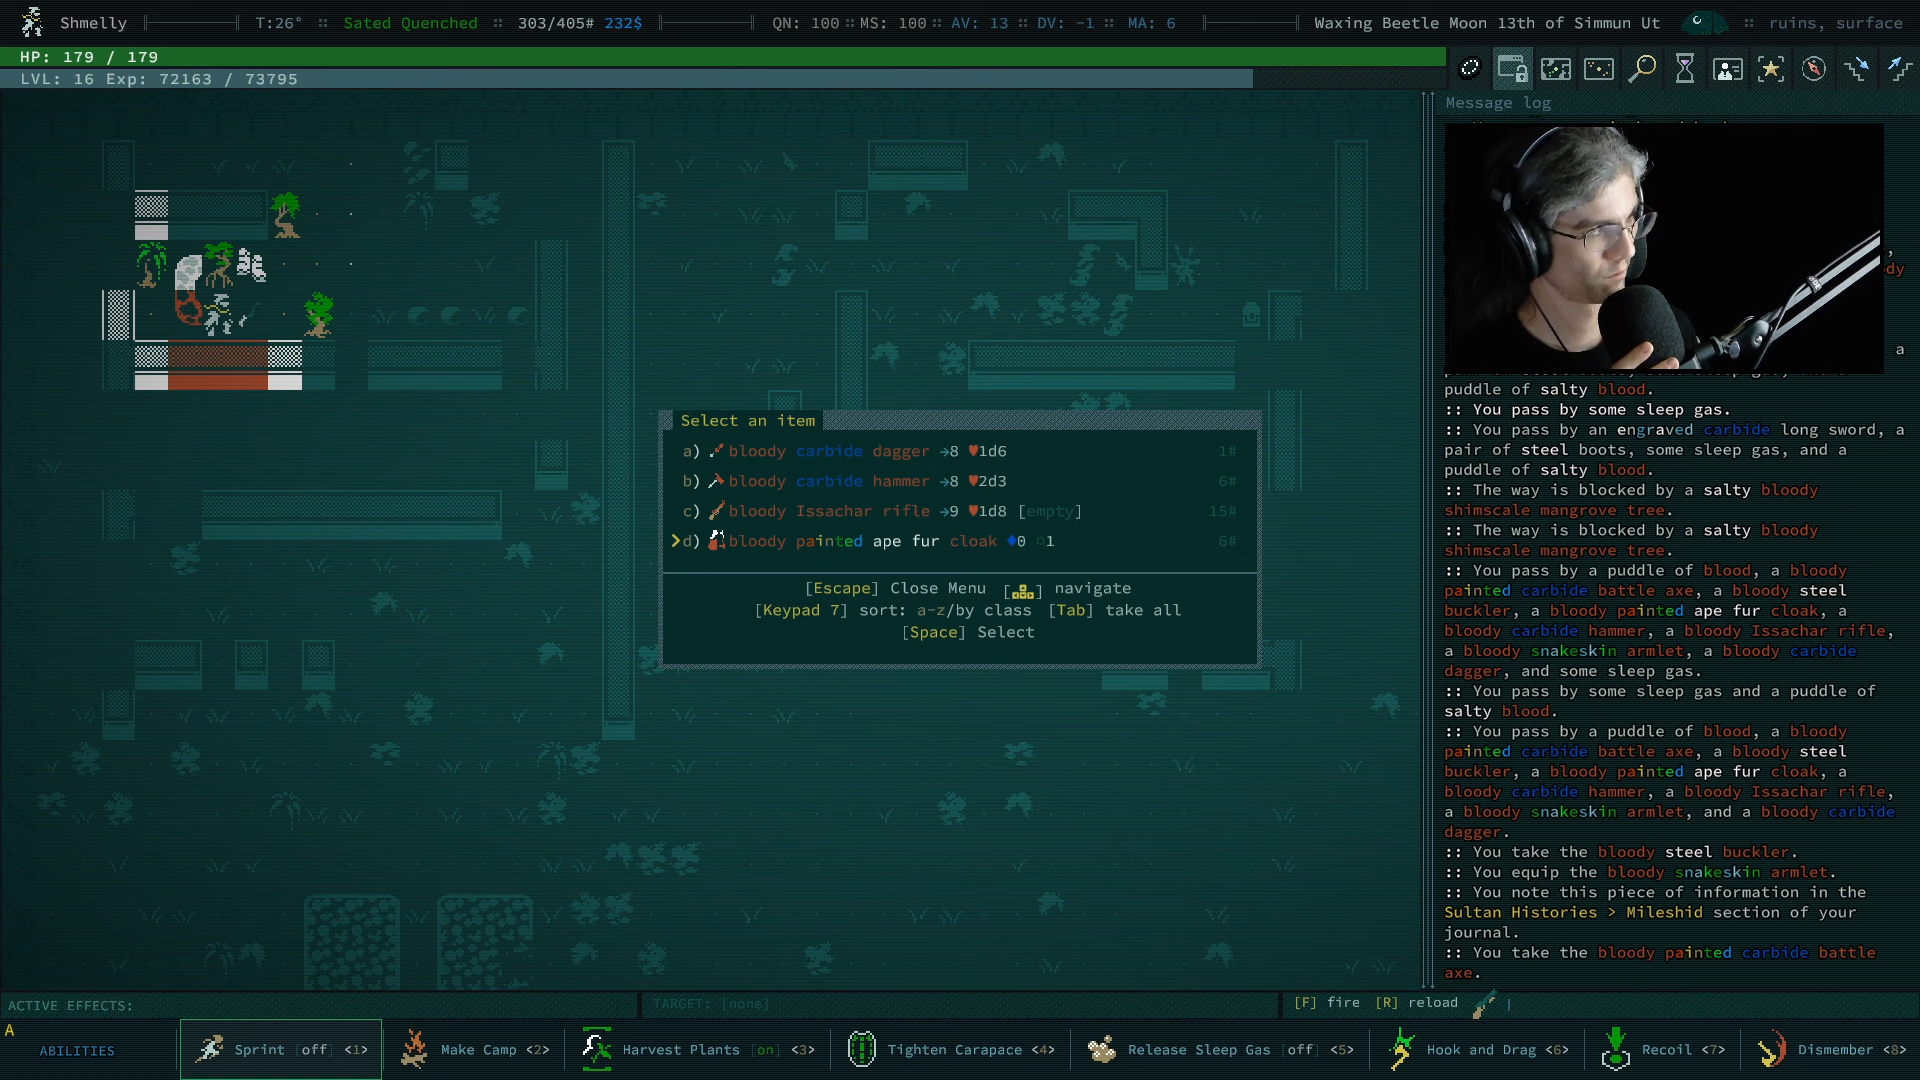 Shmelly T:26° :: Sated Quenched :: 303/405# 232$ QN: 100 :: MS: 100 :: AV: 13 :: DV: -1 :: MA: 6 Waxing Beetle Moon 13th of Simmun Ut :: ruins, surface
HP: 179 / 179
LVL: 16 Exp: 72163 / 73795
Message log
a
puddle of salty blood.
:: You pass by some sleep gas.
:: You pass by an engraved carbide long sword, a
pair of steel boots, some sleep gas, and a
puddle of salty blood.
:: The way is blocked by a salty bloody
shimscale mangrove tree.
:: The way is blocked by a salty bloody
shimscale mangrove tree.
:: You pass by a puddle of blood, a bloody
painted carbide battle axe, a bloody steel
buckler, a bloody painted ape fur cloak, a
bloody carbide hammer, a bloody Issachar rifle,
a bloody snakeskin armlet, a bloody carbide
dagger, and some sleep gas.
:: You pass by some sleep gas and a puddle of
salty blood.
:: You pass by a puddle of blood, a bloody
painted carbide battle axe, a bloody steel
buckler, a bloody painted ape fur cloak, a
bloody carbide hammer, a bloody Issachar rifle,
a bloody snakeskin armlet, and a bloody carbide
dagger.
:: You take the bloody steel buckler.
:: You equip the bloody snakeskin armlet.
:: You note this piece of information in the
Sultan Histories > Mileshid section of your
journal.
:: You take the bloody painted carbide battle
axe.
Select an item
a) bloody carbide dagger →8 ♥1d6 1#
b) bloody carbide hammer →8 ♥2d3 6#
c) bloody Issachar rifle →9 ♥1d8 [empty] 15#
>d) bloody painted ape fur cloak ♦0 ○1 6#
[Escape] Close Menu [] navigate
[Keypad 7] sort: a-z/by class [Tab] take all
[Space] Select
ACTIVE EFFECTS: TARGET: [none] [F] fire [R] reload
A
ABILITIES Sprint [off] <1> Make Camp <2> Harvest Plants [on] <3> Tighten Carapace <4> Release Sleep Gas [off] <5> Hook and Drag <6> Recoil <7> Dismember <8>